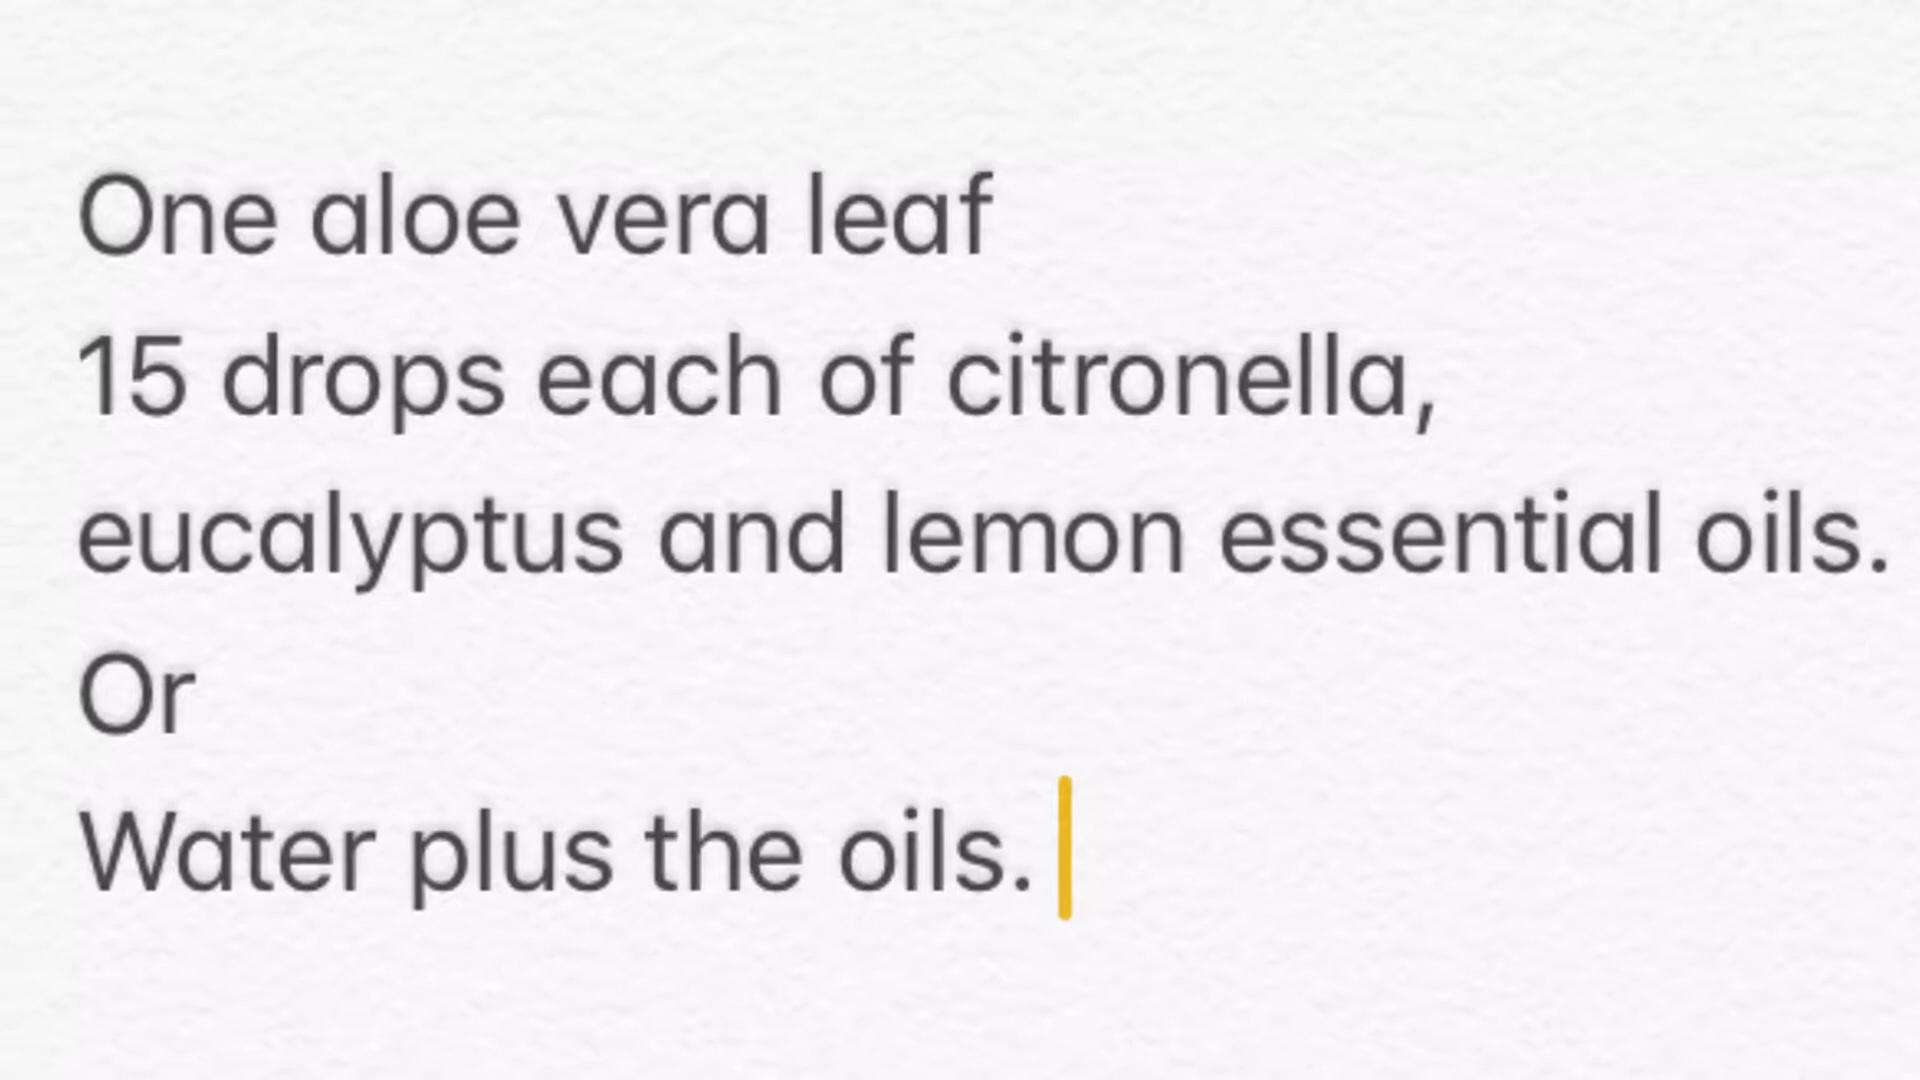 One aloe vera leaf
15 drops each of citronella,
eucalyptus and lemon essential oils.
Or
Water plus the oils.